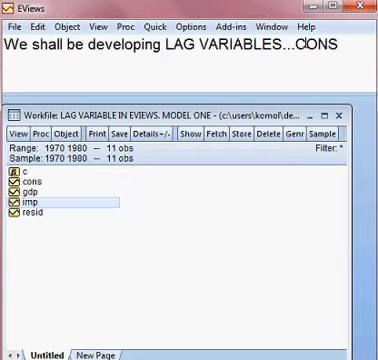 EViews
File Edit Object View Proc Quick Options Add-ins Window Help
We shall be developing LAG VARIABLES...CONS
Workfile: LAG VARIABLE IN EVIEWS. MODEL ONE - (c:\users\komol\de...
View Proc Object Print Save Details+/- Show Fetch Store Delete Genr Sample
Range: 1970 1980 -- 11 obs Filter: *
Sample: 1970 1980 -- 11 obs
c
cons
gdp
imp
resid
Untitled New Page